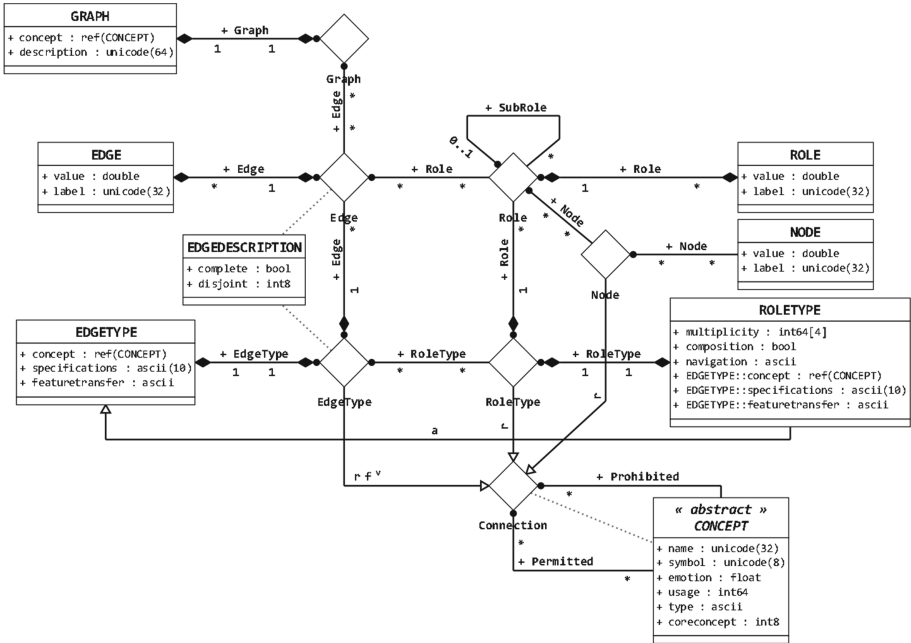 GRAPH
+ concept : ref(CONCEPT)
+ description : unicode(64)
+ Graph
1 1
Graph
+ Edge
*
*
+ SubRole
0..1
*
EDGE
+ value : double
+ label : unicode(32)
+ Edge
* 1
Edge
+ Role
* *
Role
+ Role
1 *
ROLE
+ value : double
+ label : unicode(32)
+ Node
*
*
Node
+ Node
* *
NODE
+ value : double
+ label : unicode(32)
EDGEDESCRIPTION
+ complete : bool
+ disjoint : int8
+ Edge
*
1
+ Role
*
1
EDGETYPE
+ concept : ref(CONCEPT)
+ specifications : ascii(10)
+ featuretransfer : ascii
+ EdgeType
1 1
EdgeType
+ RoleType
* *
RoleType
+ RoleType
1 1
ROLETYPE
+ multiplicity : int64[4]
+ composition : bool
+ navigation : ascii
+ EDGETYPE::concept : ref(CONCEPT)
+ EDGETYPE::specifications : ascii(10)
+ EDGETYPE::featuretransfer : ascii
a
r
r
r f v
Connection
+ Prohibited
*
*
+ Permitted
*
« abstract »
CONCEPT
+ name : unicode(32)
+ symbol : unicode(8)
+ emotion : float
+ usage : int64
+ type : ascii
+ coreconcept : int8